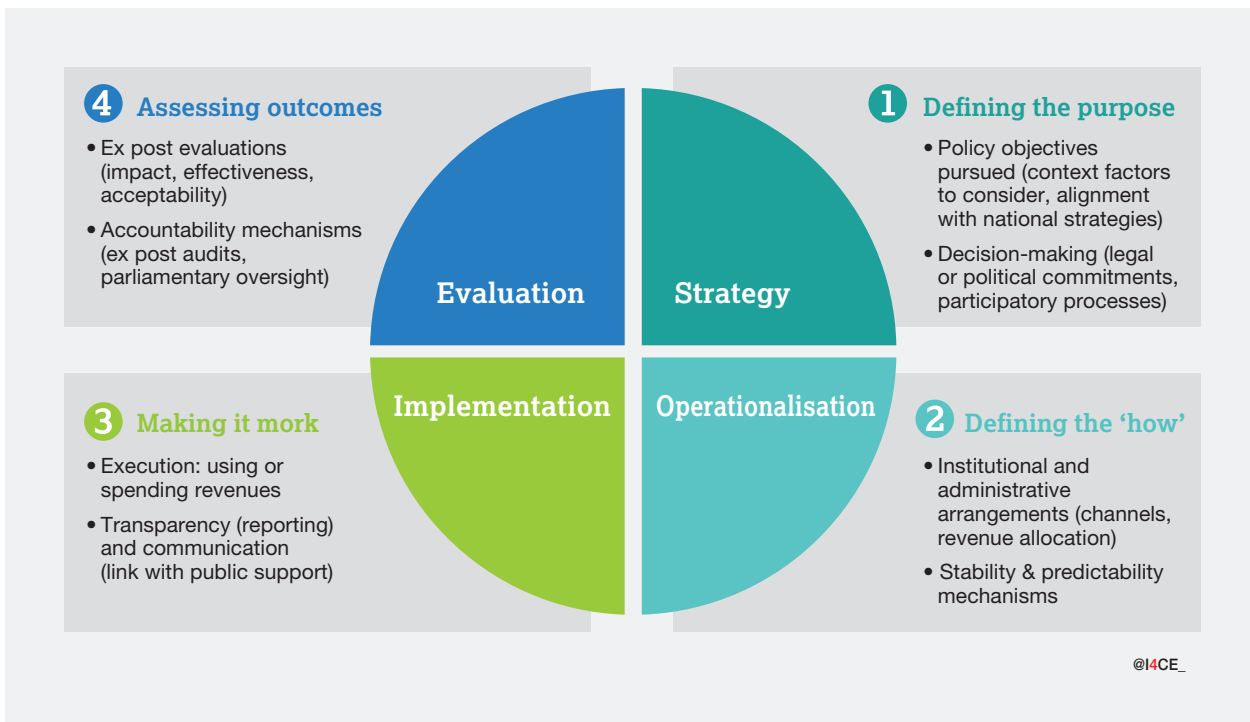 1 Defining the purpose
• Policy objectives
pursued (context factors
to consider, alignment
with national strategies)
• Decision-making (legal
or political commitments,
participatory processes)
Strategy
2 Defining the ‘how’
• Institutional and
administrative
arrangements (channels,
revenue allocation)
• Stability & predictability
mechanisms
Operationalisation
3 Making it mork
• Execution: using or
spending revenues
• Transparency (reporting)
and communication
(link with public support)
Implementation
4 Assessing outcomes
• Ex post evaluations
(impact, effectiveness,
acceptability)
• Accountability mechanisms
(ex post audits,
parliamentary oversight)
Evaluation
@I4CE_